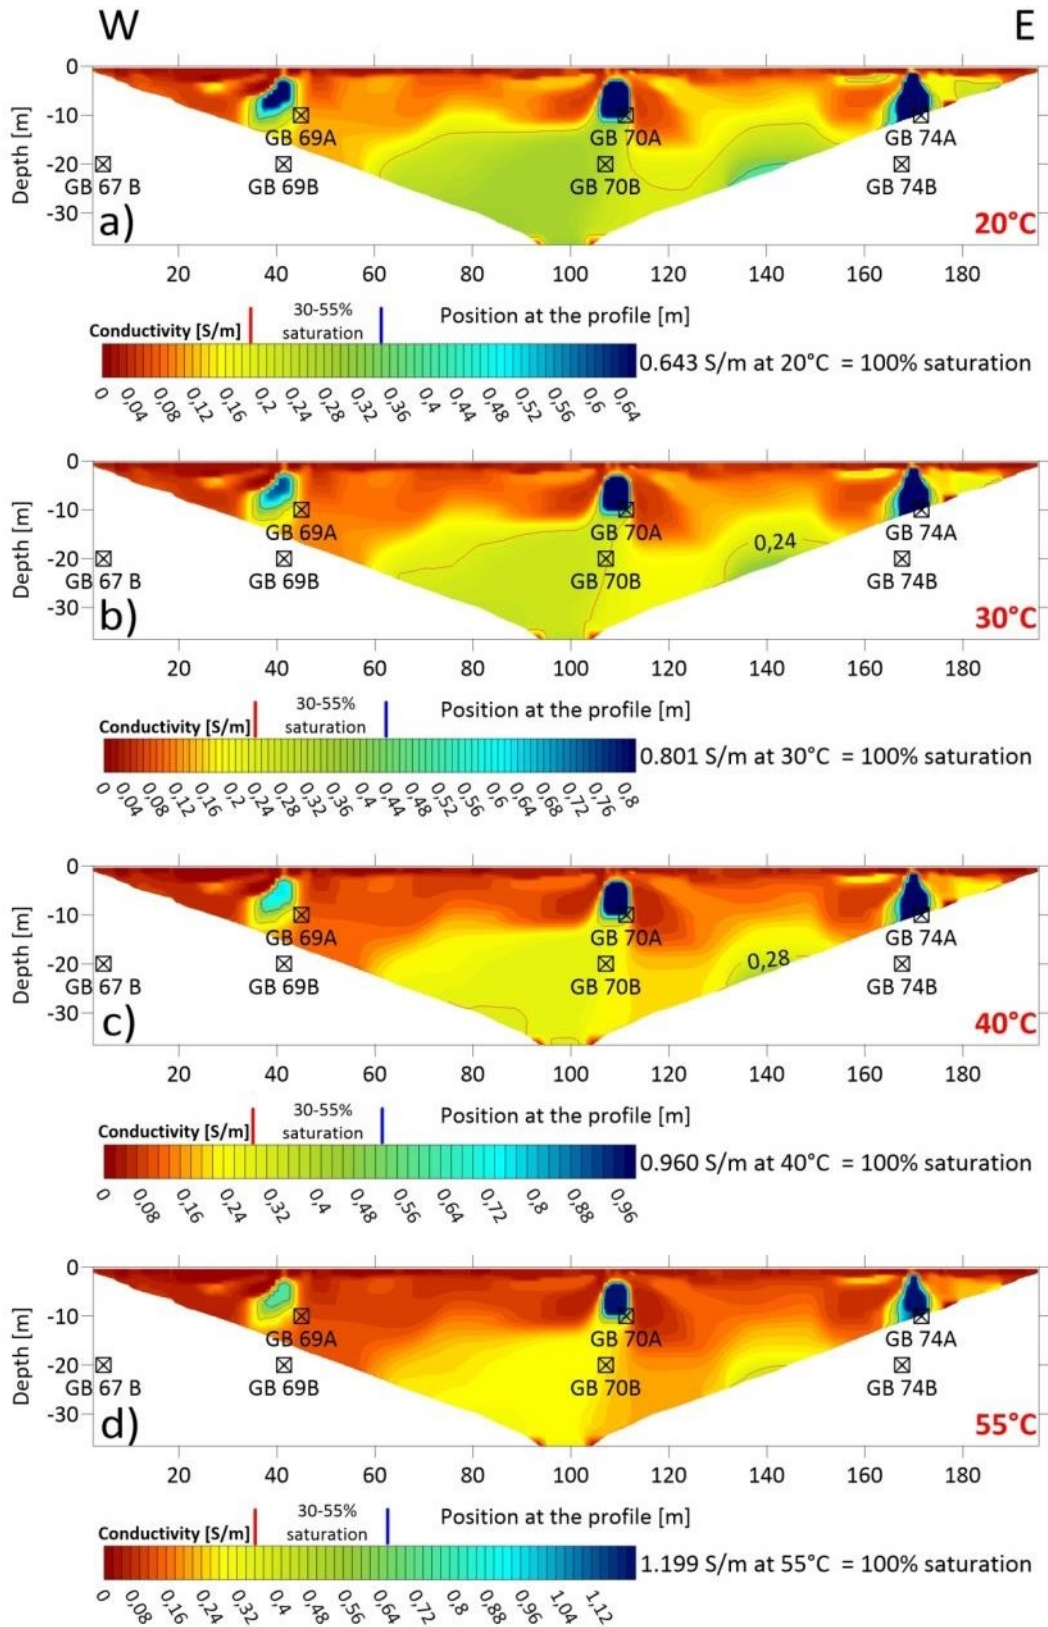 W E
0
-10
-20
-30
Depth [m]
GB 67 B
GB 69A
GB 69B
GB 70A
GB 70B
GB 74A
GB 74B
a)
20°C
20 40 60 80 100 120 140 160 180
Position at the profile [m]
Conductivity [S/m]
30-55%
saturation
0.643 S/m at 20°C = 100% saturation
0 0,04 0,08 0,12 0,16 0,2 0,24 0,28 0,32 0,36 0,4 0,44 0,48 0,52 0,56 0,6 0,64
0
-10
-20
-30
Depth [m]
GB 67 B
GB 69A
GB 69B
GB 70A
GB 70B
0,24
GB 74A
GB 74B
b)
30°C
20 40 60 80 100 120 140 160 180
Position at the profile [m]
Conductivity [S/m]
30-55%
saturation
0.801 S/m at 30°C = 100% saturation
0 0,04 0,08 0,12 0,16 0,2 0,24 0,28 0,32 0,36 0,4 0,44 0,48 0,52 0,56 0,6 0,64 0,68 0,72 0,76 0,8
0
-10
-20
-30
Depth [m]
GB 67 B
GB 69A
GB 69B
GB 70A
GB 70B
0,28
GB 74A
GB 74B
c)
40°C
20 40 60 80 100 120 140 160 180
Position at the profile [m]
Conductivity [S/m]
30-55%
saturation
0.960 S/m at 40°C = 100% saturation
0 0,08 0,16 0,24 0,32 0,4 0,48 0,56 0,64 0,72 0,8 0,88 0,96
0
-10
-20
-30
Depth [m]
GB 67 B
GB 69A
GB 69B
GB 70A
GB 70B
GB 74A
GB 74B
d)
55°C
20 40 60 80 100 120 140 160 180
Position at the profile [m]
Conductivity [S/m]
30-55%
saturation
1.199 S/m at 55°C = 100% saturation
0 0,08 0,16 0,24 0,32 0,4 0,48 0,56 0,64 0,72 0,8 0,88 0,96 1,04 1,12